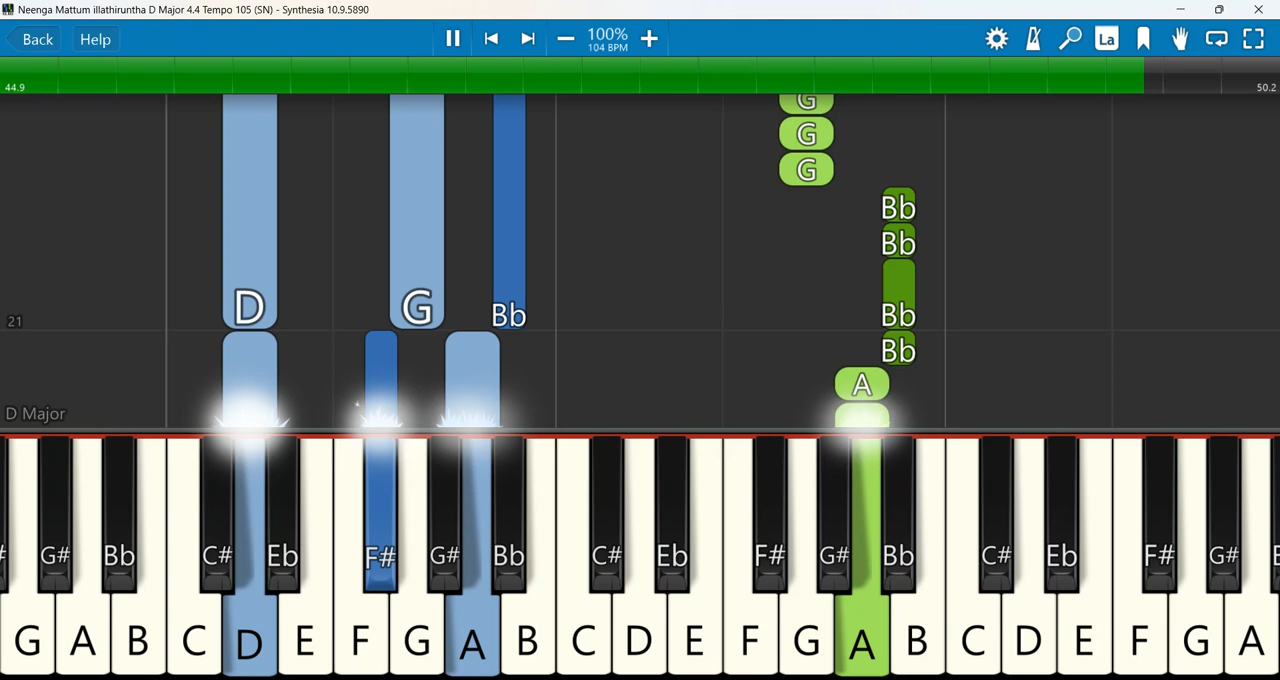 Neenga Mattum illathiruntha D Major 4.4 Tempo 105 (SN) - Synthesia 10.9.5890
Back Help 100% La
104 BPM
44.9 50.2
G
G
G
Bb
Bb
D G Bb Bb
21
Bb
A
D Major
G# Bb C# Eb F# G# Bb C# Eb F# G# Bb C# Eb F# G#
G A B C D E F G A B C D E F G A B C D E F G A